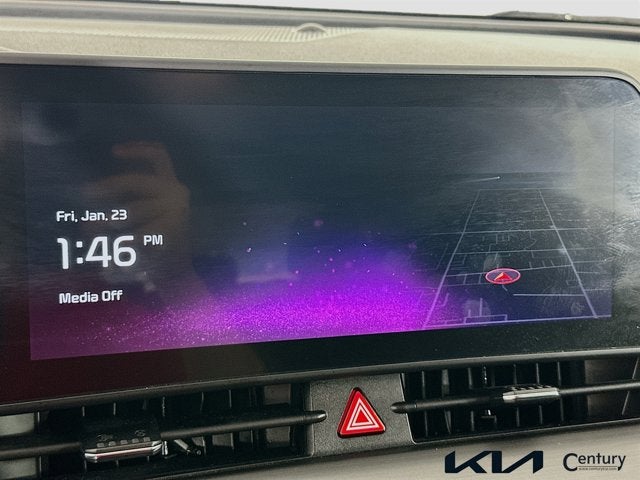 Fri, Jan, 23
1:46 PM
Media Off
KIA Century